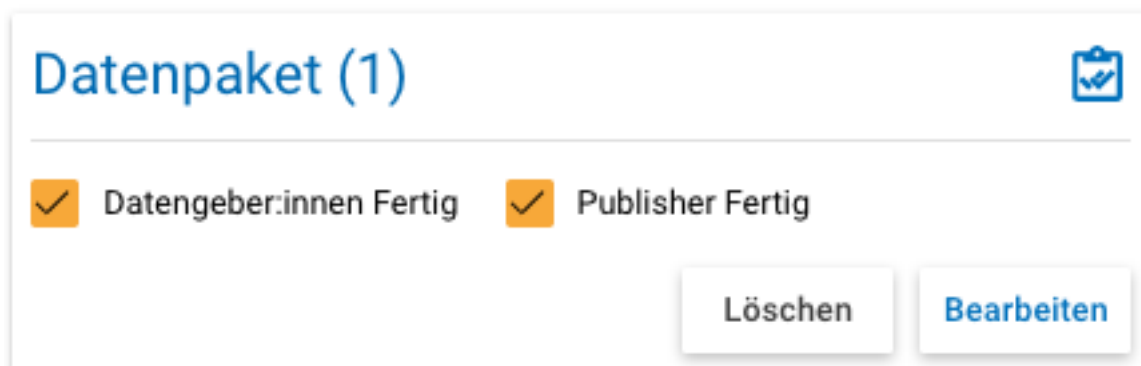 Datenpaket (1)
Datengeber:innen Fertig Publisher Fertig
Löschen Bearbeiten